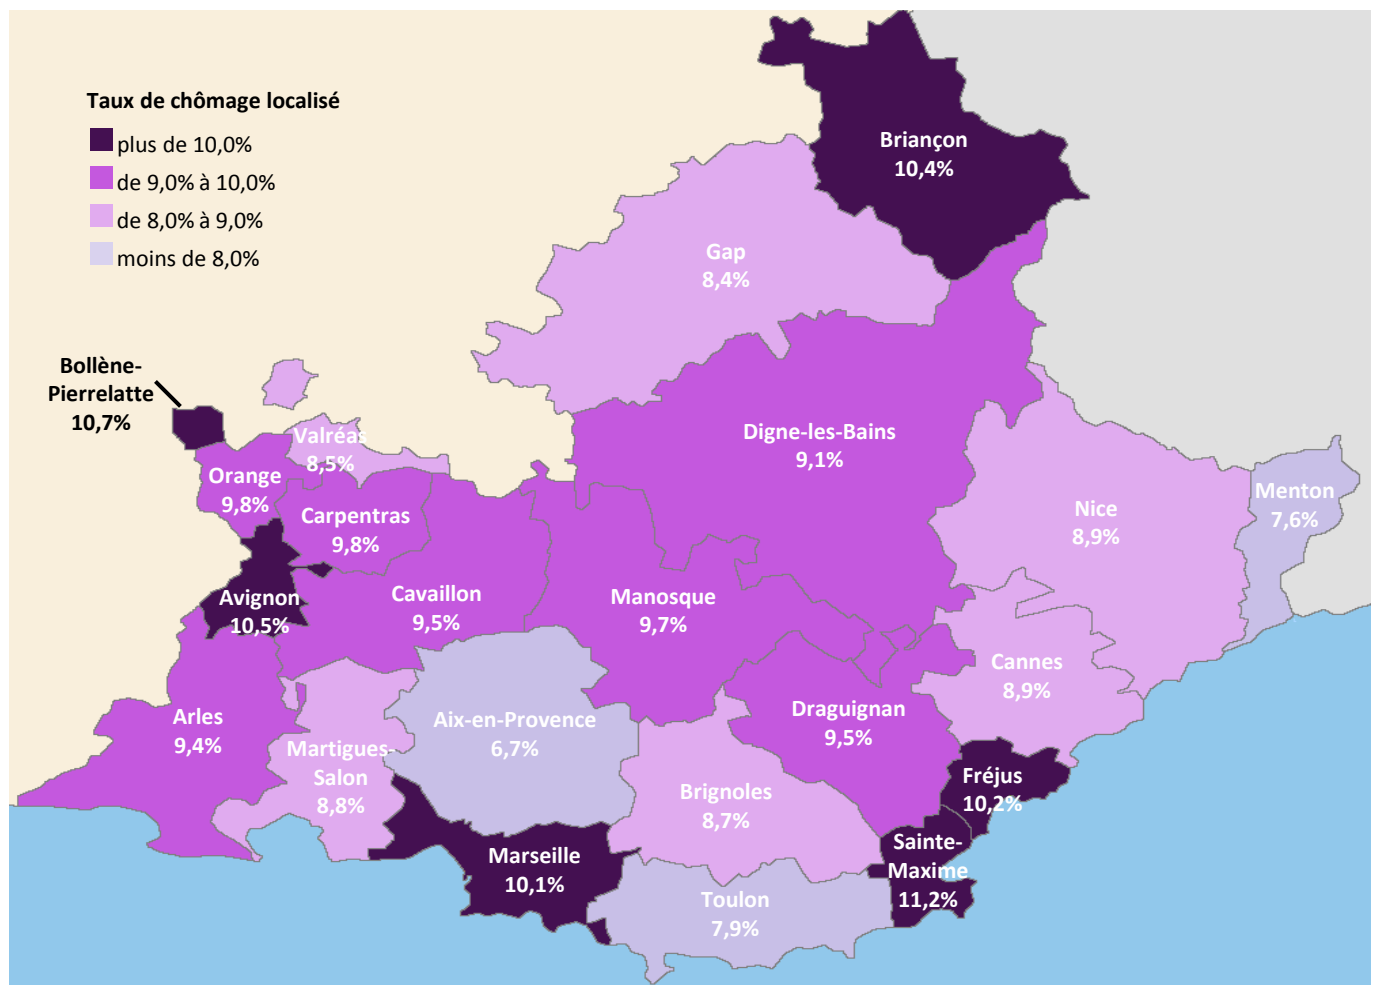 Taux de chômage localisé
plus de 10,0%
de 9,0% à 10,0%
de 8,0% à 9,0%
moins de 8,0%
Briançon
10,4%
Gap
8,4%
Bollène-
Pierrelatte
10,7%
Valréas
8,5%
Orange
9,8%
Carpentras
9,8%
Digne-les-Bains
9,1%
Menton
7,6%
Nice
8,9%
Avignon
10,5%
Cavaillon
9,5%
Manosque
9,7%
Cannes
8,9%
Arles
9,4%
Martigues-
Salon
8,8%
Aix-en-Provence
6,7%
Draguignan
9,5%
Brignoles
8,7%
Fréjus
10,2%
Sainte-
Maxime
11,2%
Marseille
10,1%
Toulon
7,9%